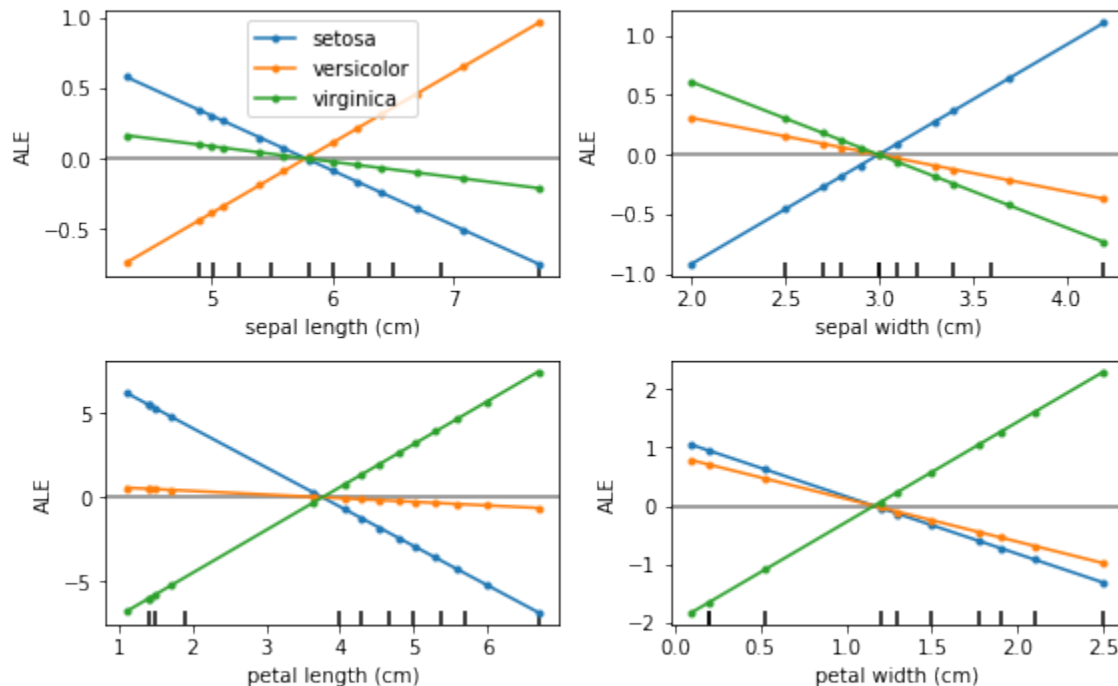 1.0
0.5
0.0
−0.5
ALE
setosa
versicolor
virginica
5 6 7
sepal length (cm)
1.0
0.5
0.0
−0.5
−1.0
ALE
2.0 2.5 3.0 3.5 4.0
sepal width (cm)
5
0
−5
ALE
1 2 3 4 5 6
petal length (cm)
2
1
0
−1
−2
ALE
0.0 0.5 1.0 1.5 2.0 2.5
petal width (cm)